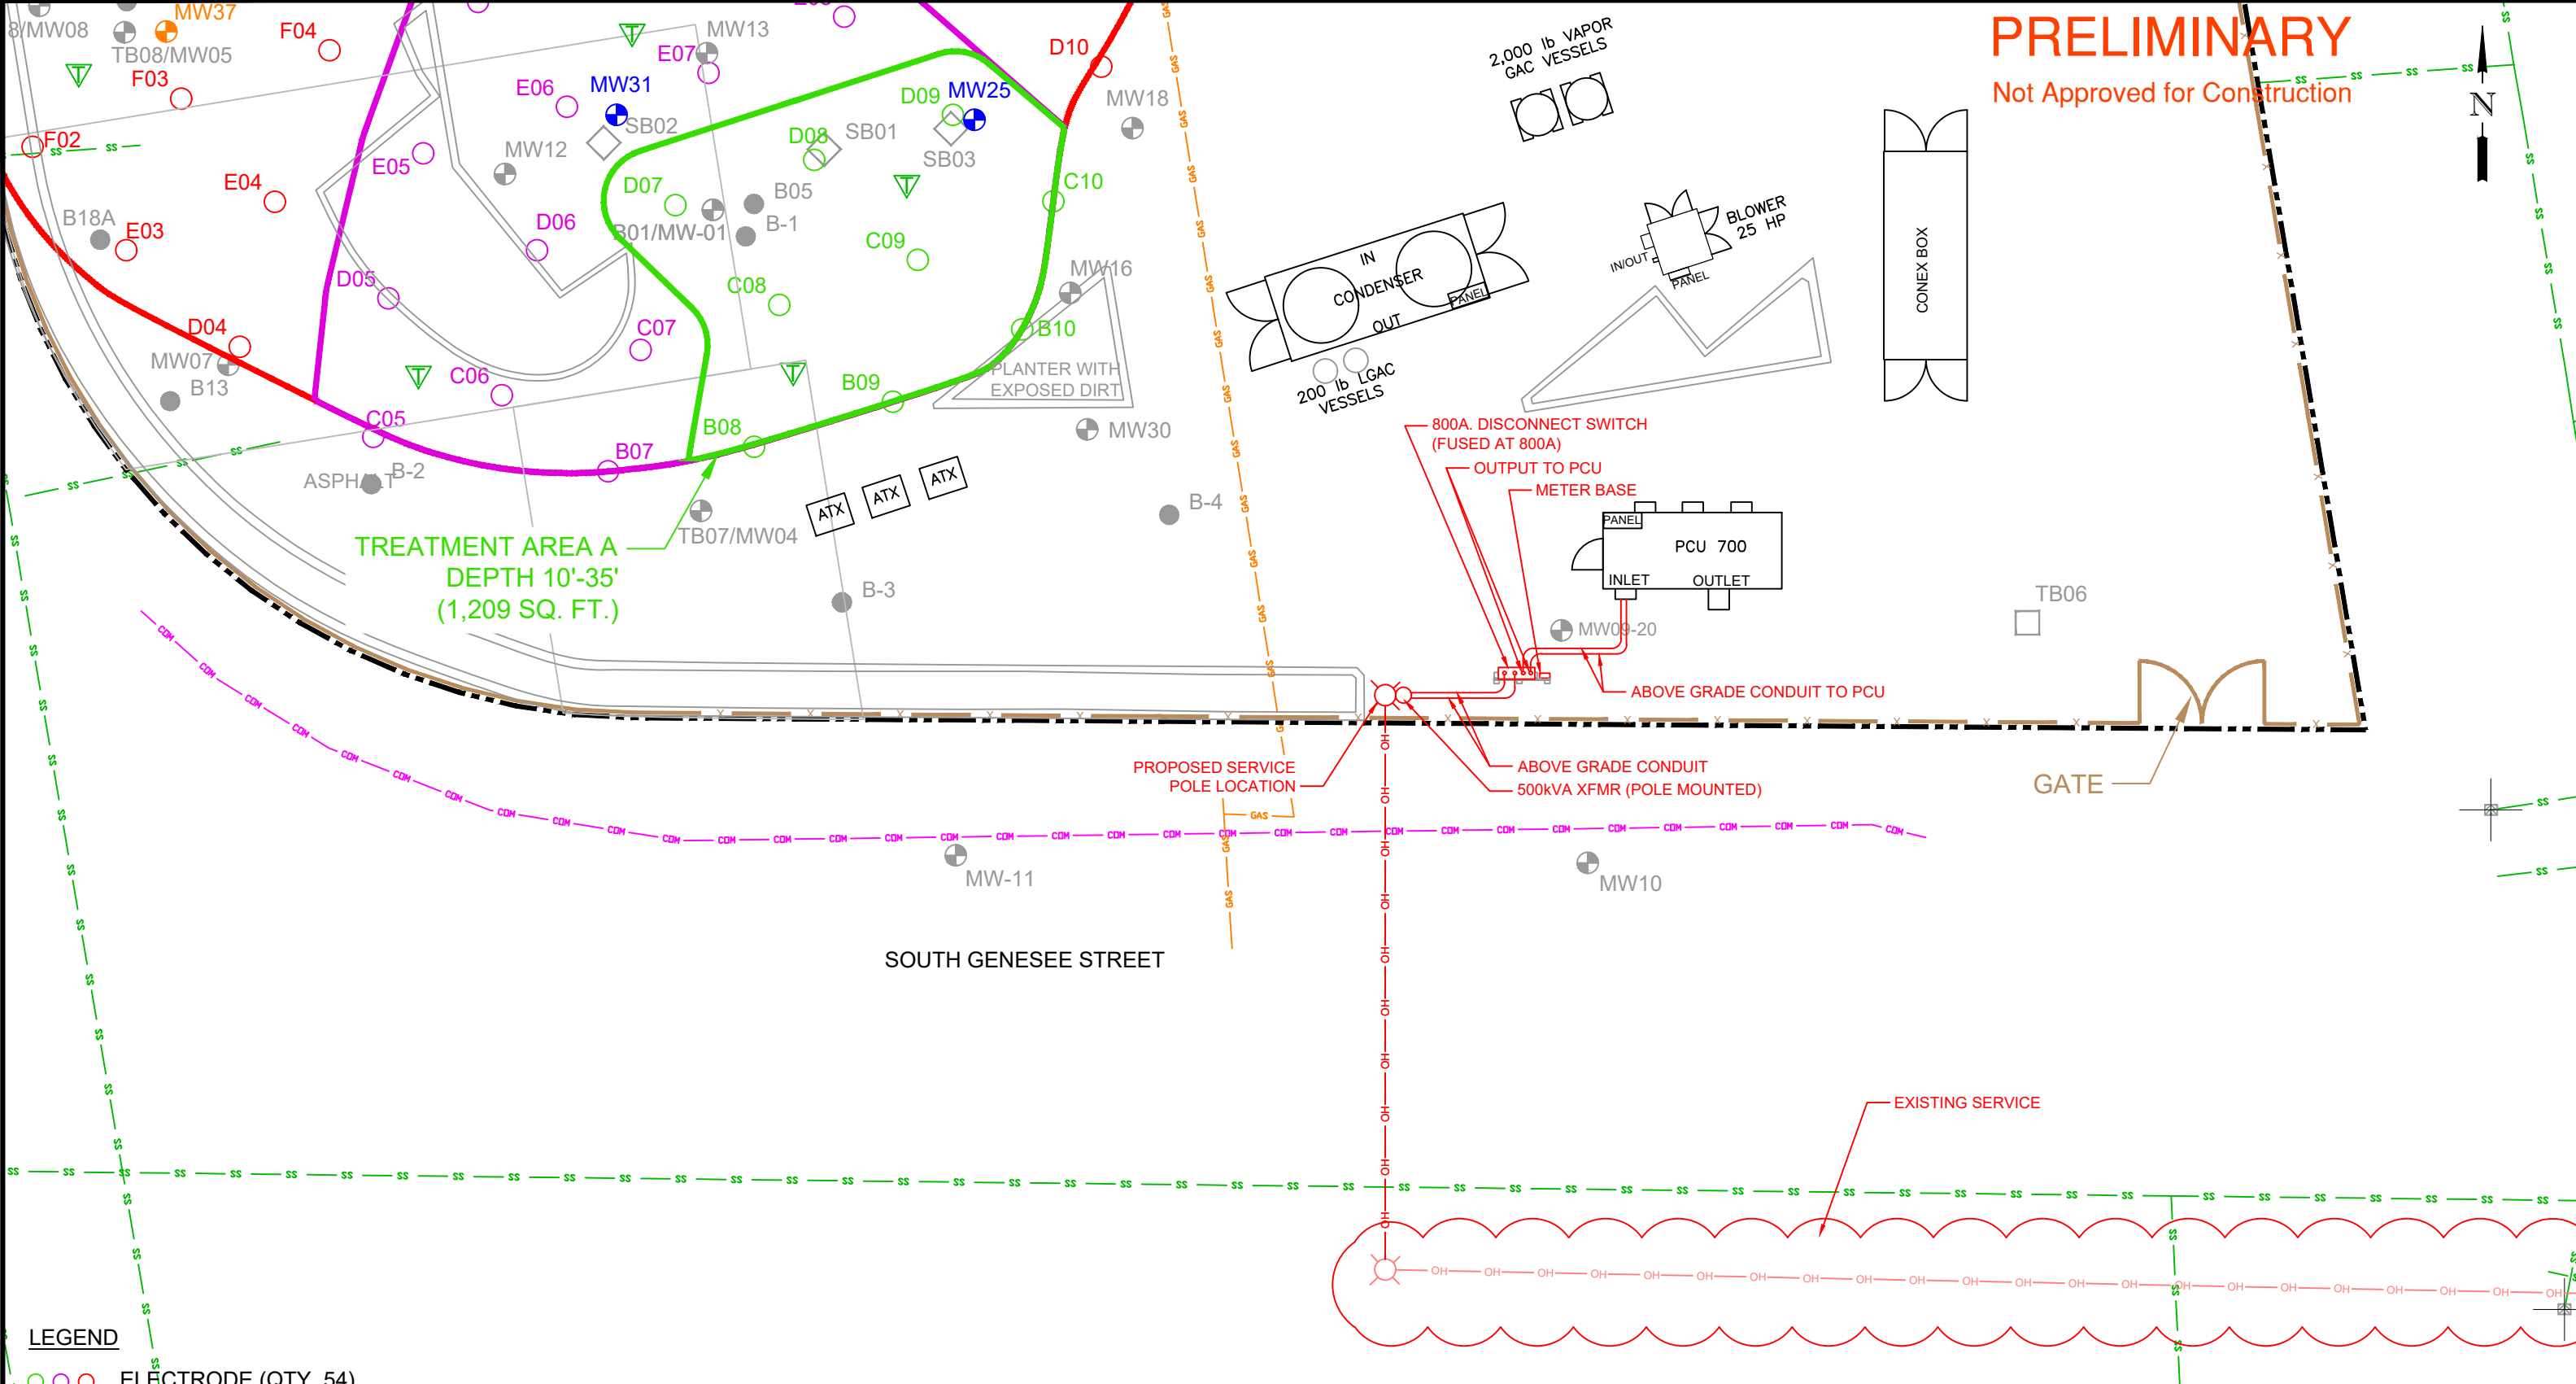 PRELIMINARY
Not Approved for Construction
N
MW37
8/MW08
TB08/MW05
F04
F03
F02
E07
MW13
D10
MW18
2,000 lb VAPOR
GAC VESSELS
E06
MW31
SB02
D09
MW25
D08
SB01
SB03
MW12
E05
E04
D07
B05
B-1
B01/MW-01
C10
B18A
E03
D06
C09
MW16
D05
C08
B10
D04
C07
MW07
B13
C06
C05
B07
B08
B09
PLANTER WITH
EXPOSED DIRT
MW30
ASPHALT
B-2
TB07/MW04
ATX
ATX
ATX
B-4
B-3
TREATMENT AREA A
DEPTH 10'-35'
(1,209 SQ. FT.)
IN
CONDENSER
PANEL
OUT
200 lb LGAC
VESSELS
BLOWER
25 HP
IN/OUT
PANEL
CONEX BOX
800A. DISCONNECT SWITCH
(FUSED AT 800A)
OUTPUT TO PCU
METER BASE
PANEL
PCU 700
INLET
OUTLET
MW09-20
TB06
ABOVE GRADE CONDUIT TO PCU
PROPOSED SERVICE
POLE LOCATION
ABOVE GRADE CONDUIT
500kVA XFMR (POLE MOUNTED)
GATE
MW-11
MW10
SOUTH GENESEE STREET
EXISTING SERVICE
LEGEND
ELECTRODE (QTY. 54)